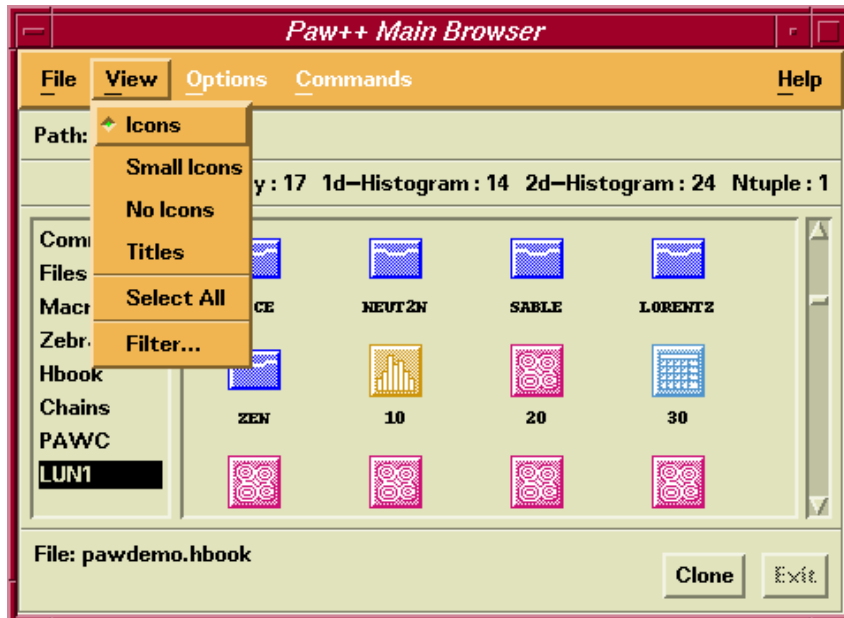 Paw++ Main Browser
File View Options Commands Help
Path:
Icons
Small Icons
No Icons
Titles
Select All
Filter...
y : 17 1d-Histogram : 14 2d-Histogram : 24 Ntuple : 1
Files
Hbook
Chains
PAWC
LUN1
CE NEUT2N SABLE LORENTZ
ZEN 10 20 30
File: pawdemo.hbook
Clone Exit